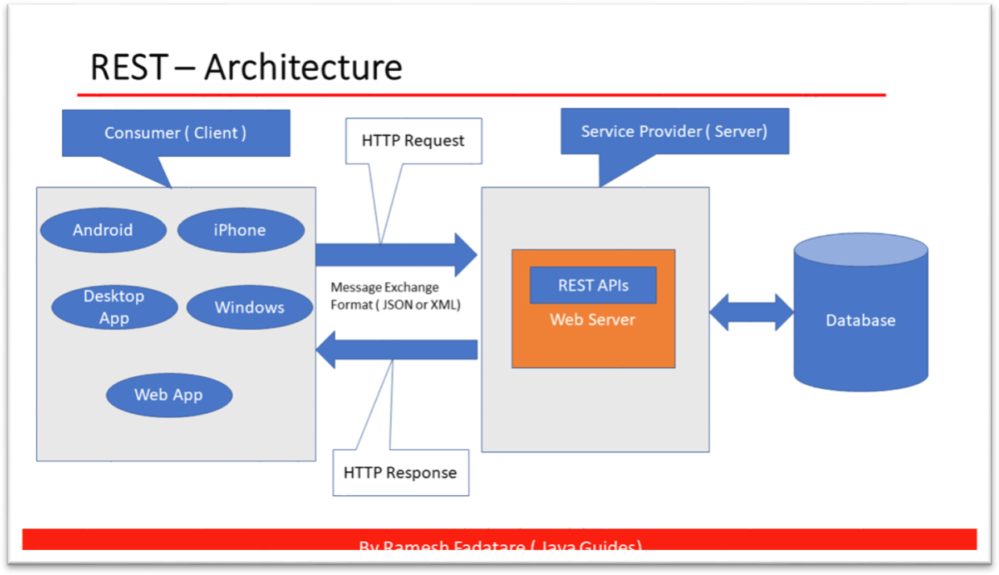 REST – Architecture
Consumer ( Client )
HTTP Request
Service Provider ( Server)
Android
iPhone
Desktop
App
Windows
Web App
Message Exchange
Format ( JSON or XML)
HTTP Response
REST APIs
Web Server
Database
By Ramesh Fadatare ( Java Guides)